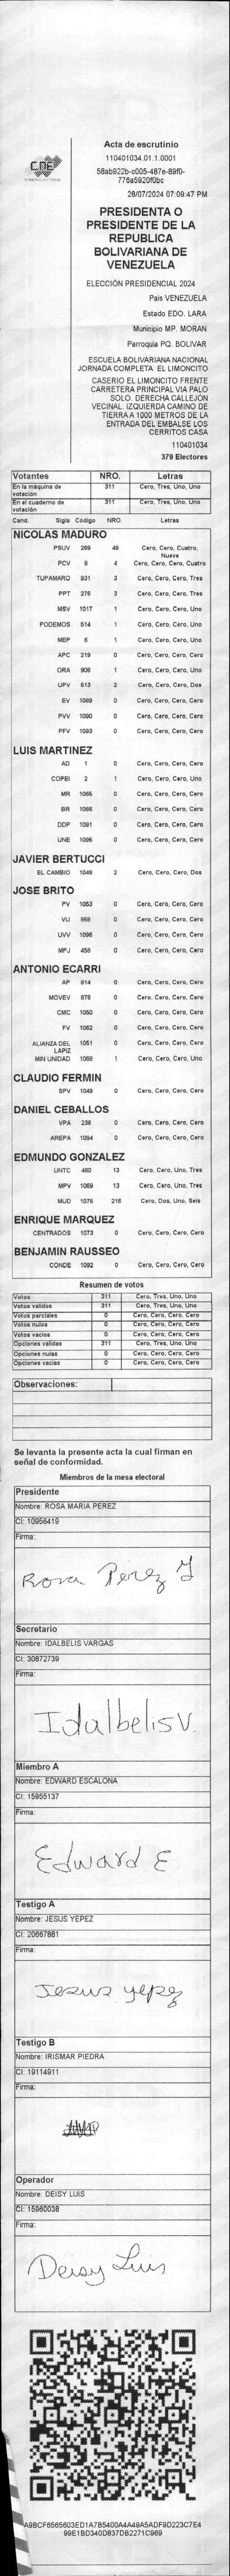 CNE
Acta de escrutinio
110401034.01.1.0001
58ab922b-c005-487e-89f0-
776a5920f0bc
28/07/2024 07:09:47 PM
PRESIDENTA O
PRESIDENTE DE LA
REPUBLICA
BOLIVARIANA DE
VENEZUELA
ELECCIÓN PRESIDENCIAL 2024
Pais VENEZUELA
Estado EDO. LARA
Municipio MP. MORAN
Parroquia PQ. BOLIVAR
ESCUELA BOLIVARIANA NACIONAL
JORNADA COMPLETA EL LIMONCITO
CASERIO EL LIMONCITO FRENTE
CARRETERA PRINCIPAL VIA PALO
SOLO. DERECHA CALLEJÓN
VECINAL. IZQUIERDA CAMINO DE
TIERRA A 1000 METROS DE LA
ENTRADA DEL EMBALSE LOS
CERRITOS CASA
110401034
379 Electores
Votantes NRO. Letras
En la máquina de votación 311 Cero, Tres, Uno, Uno
En el cuaderno de votación 311 Cero, Tres, Uno, Uno
Cand. Sigla Código NRO. Letras
NICOLAS MADURO
PSUV 269 49 Cero, Cero, Cuatro, Nueve
PCV 9 4 Cero, Cero, Cero, Cuatro
TUPAMARO 931 3 Cero, Cero, Cero, Tres
PPT 276 3 Cero, Cero, Cero, Tres
MSV 1017 1 Cero, Cero, Cero, Uno
PODEMOS 514 1 Cero, Cero, Cero, Uno
MEP 6 1 Cero, Cero, Cero, Uno
APC 219 0 Cero, Cero, Cero, Cero
ORA 906 1 Cero, Cero, Cero, Uno
UPV 513 2 Cero, Cero, Cero, Dos
EV 1089 0 Cero, Cero, Cero, Cero
PVV 1090 0 Cero, Cero, Cero, Cero
PFV 1093 0 Cero, Cero, Cero, Cero
LUIS MARTINEZ
AD 1 0 Cero, Cero, Cero, Cero
COPEI 2 1 Cero, Cero, Cero, Uno
MR 1065 0 Cero, Cero, Cero, Cero
BR 1066 0 Cero, Cero, Cero, Cero
DDP 1091 0 Cero, Cero, Cero, Cero
UNE 1095 0 Cero, Cero, Cero, Cero
JAVIER BERTUCCI
EL CAMBIO 1048 2 Cero, Cero, Cero, Dos
JOSE BRITO
PV 1053 0 Cero, Cero, Cero, Cero
VU 968 0 Cero, Cero, Cero, Cero
UVV 1096 0 Cero, Cero, Cero, Cero
MPJ 456 0 Cero, Cero, Cero, Cero
ANTONIO ECARRI
AP 914 0 Cero, Cero, Cero, Cero
MOVEV 878 0 Cero, Cero, Cero, Cero
CMC 1050 0 Cero, Cero, Cero, Cero
FV 1062 0 Cero, Cero, Cero, Cero
ALIANZA DEL LAPIZ 1051 0 Cero, Cero, Cero, Cero
MIN UNIDAD 1068 1 Cero, Cero, Cero, Uno
CLAUDIO FERMIN
SPV 1049 0 Cero, Cero, Cero, Cero
DANIEL CEBALLOS
VPA 236 0 Cero, Cero, Cero, Cero
AREPA 1094 0 Cero, Cero, Cero, Cero
EDMUNDO GONZALEZ
UNTC 460 13 Cero, Cero, Uno, Tres
MPV 1069 13 Cero, Cero, Uno, Tres
MUD 1075 216 Cero, Dos, Uno, Seis
ENRIQUE MARQUEZ
CENTRADOS 1073 0 Cero, Cero, Cero, Cero
BENJAMIN RAUSSEO
CONDE 1092 0 Cero, Cero, Cero, Cero
Resumen de votos
Votos 311 Cero, Tres, Uno, Uno
Votos validos 311 Cero, Tres, Uno, Uno
Votos parciales 0 Cero, Cero, Cero, Cero
Votos nulos 0 Cero, Cero, Cero, Cero
Votos vacios 0 Cero, Cero, Cero, Cero
Opciones validas 311 Cero, Tres, Uno, Uno
Opciones nulas 0 Cero, Cero, Cero, Cero
Opciones vacias 0 Cero, Cero, Cero, Cero
Observaciones:
Se levanta la presente acta la cual firman en
señal de conformidad.
Miembros de la mesa electoral
Presidente
Nombre: ROSA MARIA PEREZ
CI: 10956419
Firma:
Rosa Perez Y
Secretario
Nombre: IDALBELIS VARGAS
CI: 30872739
Firma:
Idalbelis V.
Miembro A
Nombre: EDWARD ESCALONA
CI: 15955137
Firma:
Edward E
Testigo A
Nombre: JESUS YEPEZ
CI: 20667881
Firma:
Jesus yepez
Testigo B
Nombre: IRISMAR PIEDRA
CI: 19114911
Firma:
Operador
Nombre: DEISY LUIS
CI: 15960038
Firma:
Deisy Luis
A9BCF6565603ED1A7B5400A4A49A5ADF9D223C7E4
99E1BD340D837DB2271C969